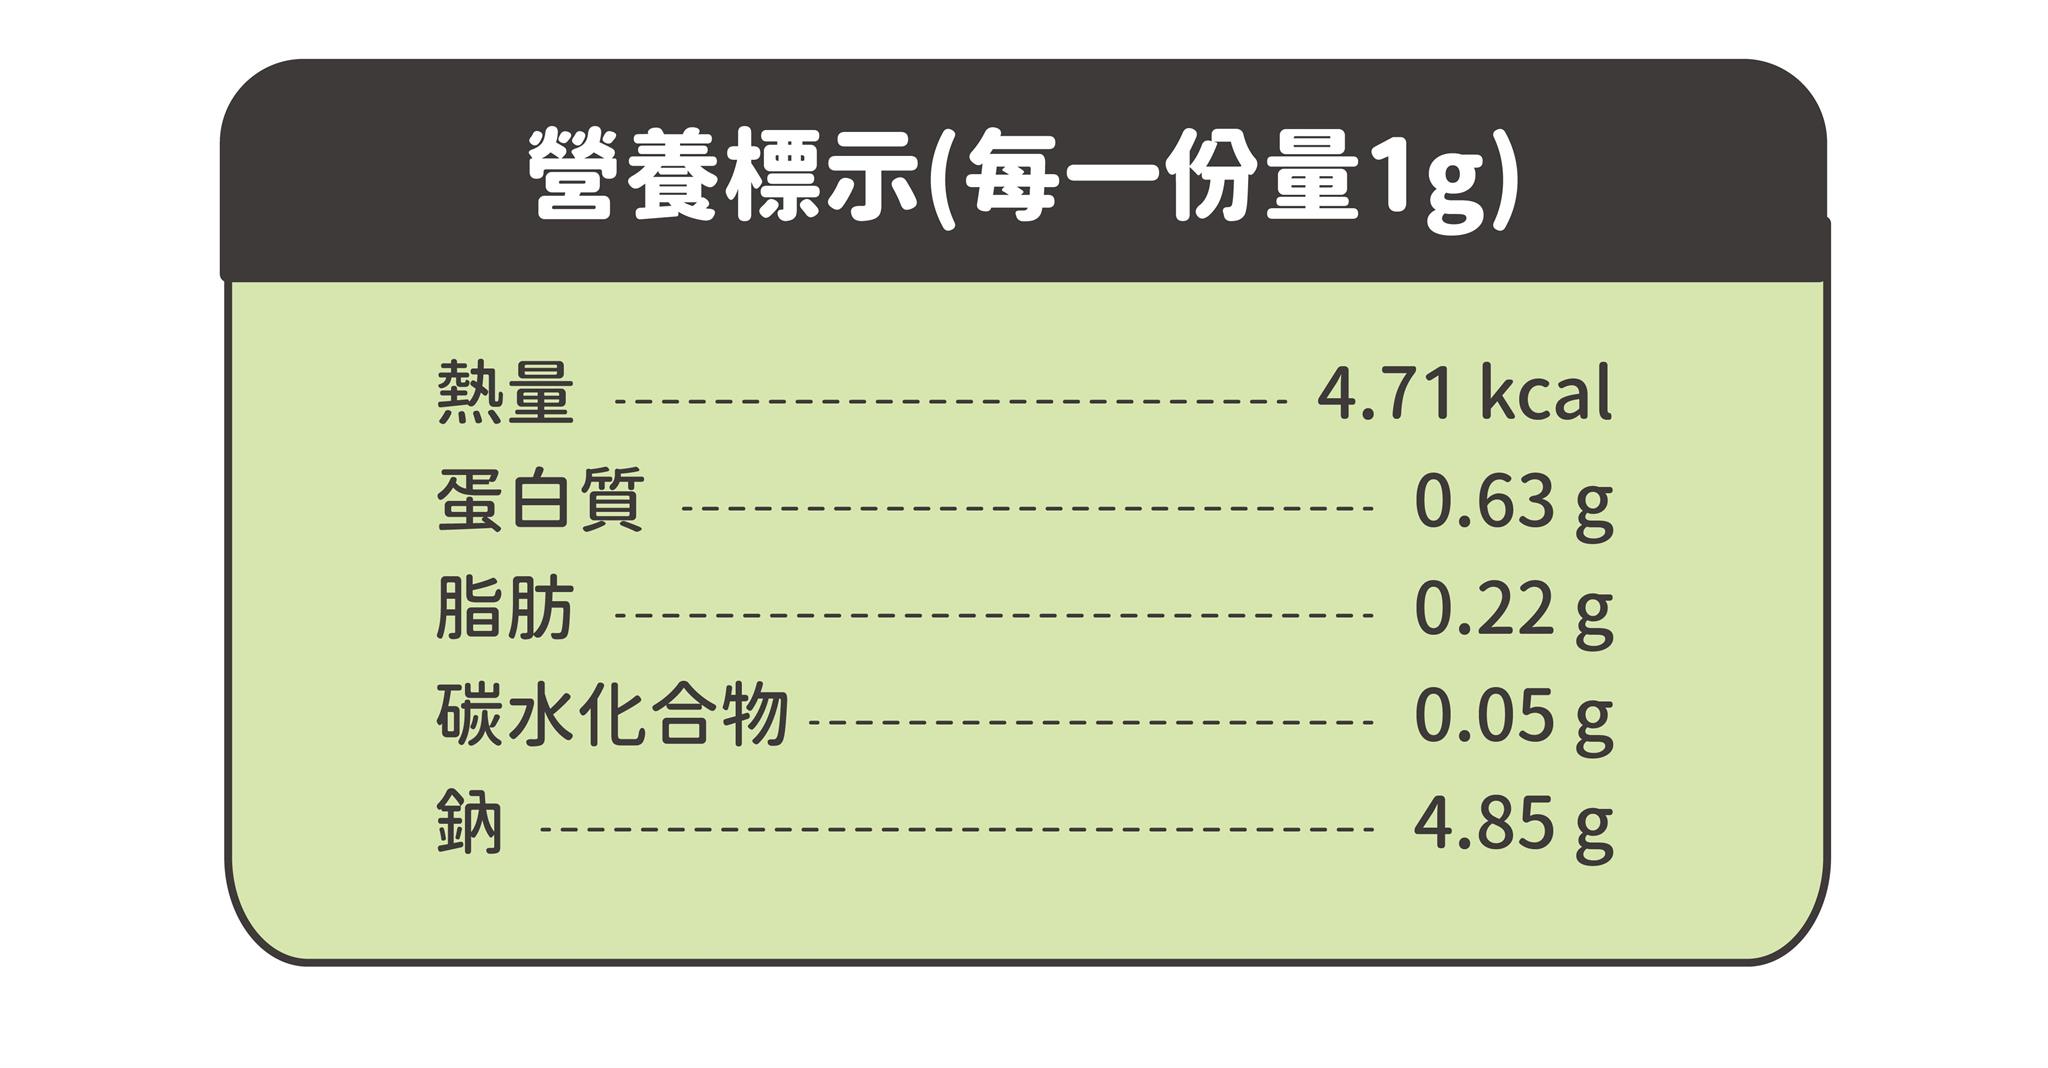 營養標示(每一份量1g)
熱量 4.71 kcal
蛋白質 0.63 g
脂肪 0.22 g
碳水化合物 0.05 g
鈉 4.85 g